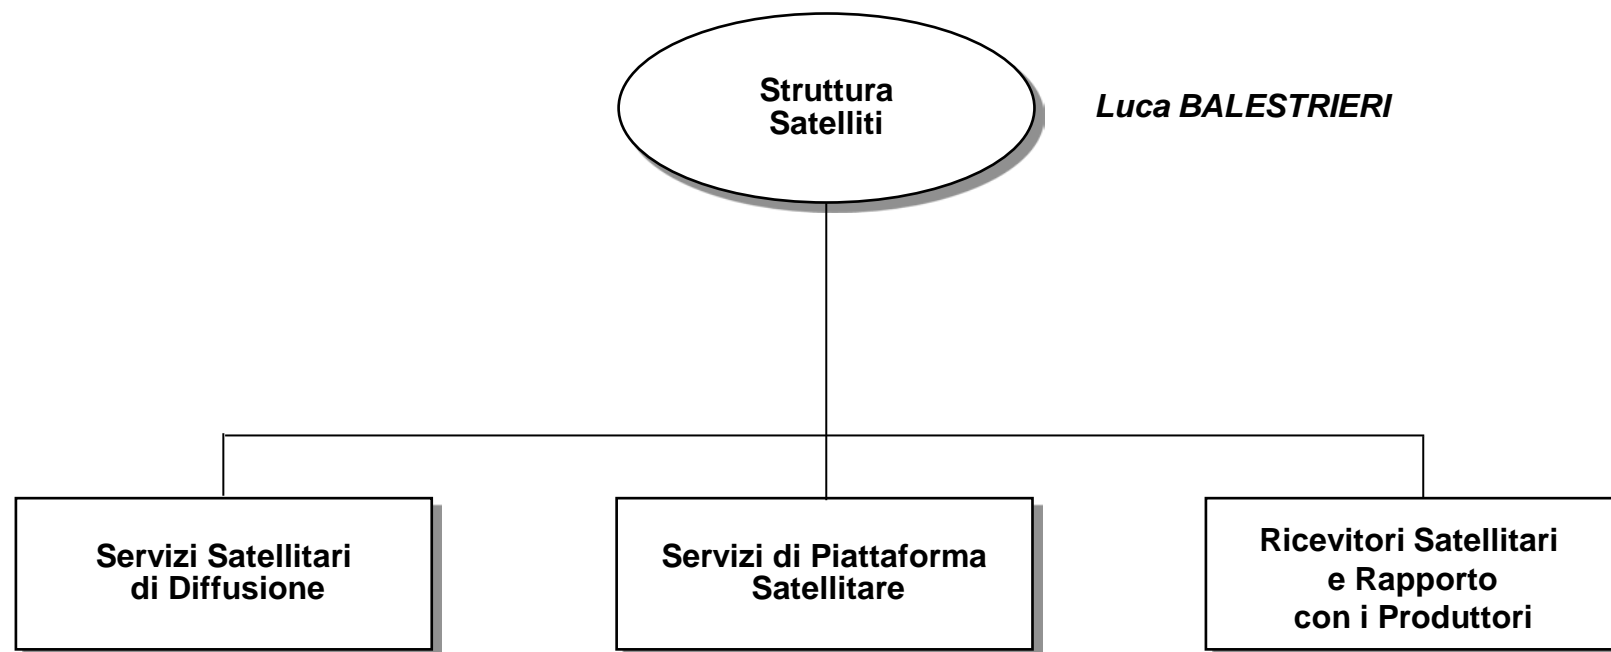 Struttura
Satelliti
Luca BALESTRIERI
Servizi Satellitari
di Diffusione
Servizi di Piattaforma
Satellitare
Ricevitori Satellitari
e Rapporto
con i Produttori